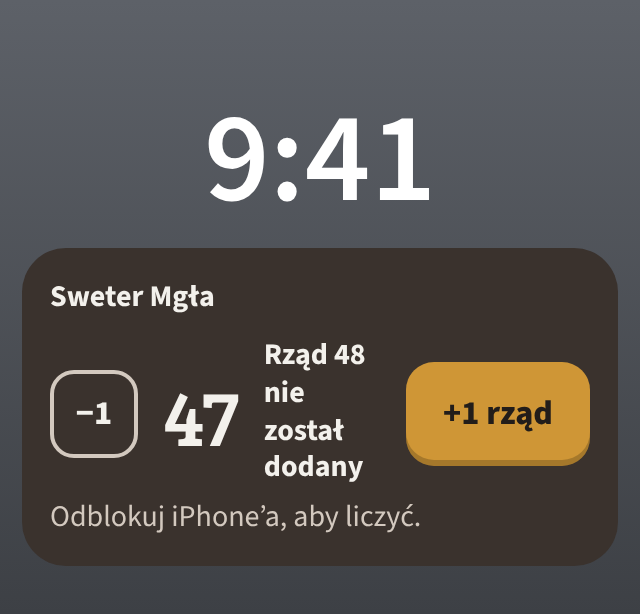 9:41
Sweter Mgła
−1
47
Rząd 48
nie
został
dodany
+1 rząd
Odblokuj iPhone’a, aby liczyć.